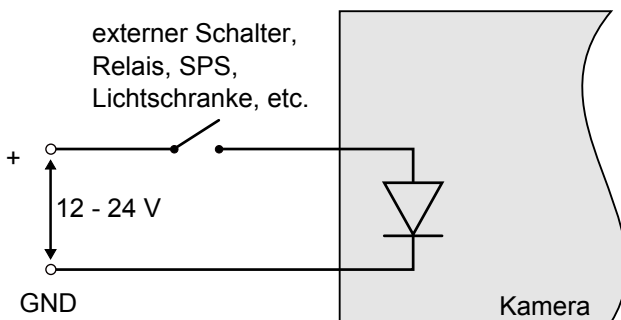 externer Schalter,
Relais, SPS,
Lichtschranke, etc.
+
12 - 24 V
GND
Kamera